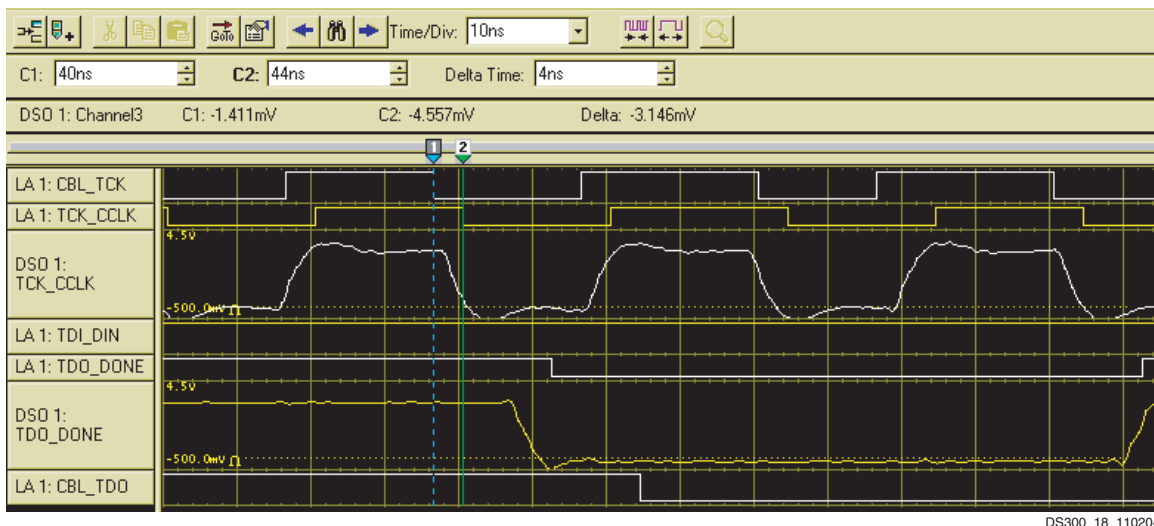 GoTo Time/Div: 10ns
C1: 40ns C2: 44ns Delta Time: 4ns
DSO 1: Channel3 C1: -1.411mV C2: -4.557mV Delta: -3.146mV
1 2
LA 1: CBL_TCK
LA 1: TCK_CCLK
4.5V
DSO 1:
TCK_CCLK
-500.0mV
LA 1: TDI_DIN
LA 1: TDO_DONE
4.5V
DSO 1:
TDO_DONE
-500.0mV
LA 1: CBL_TDO